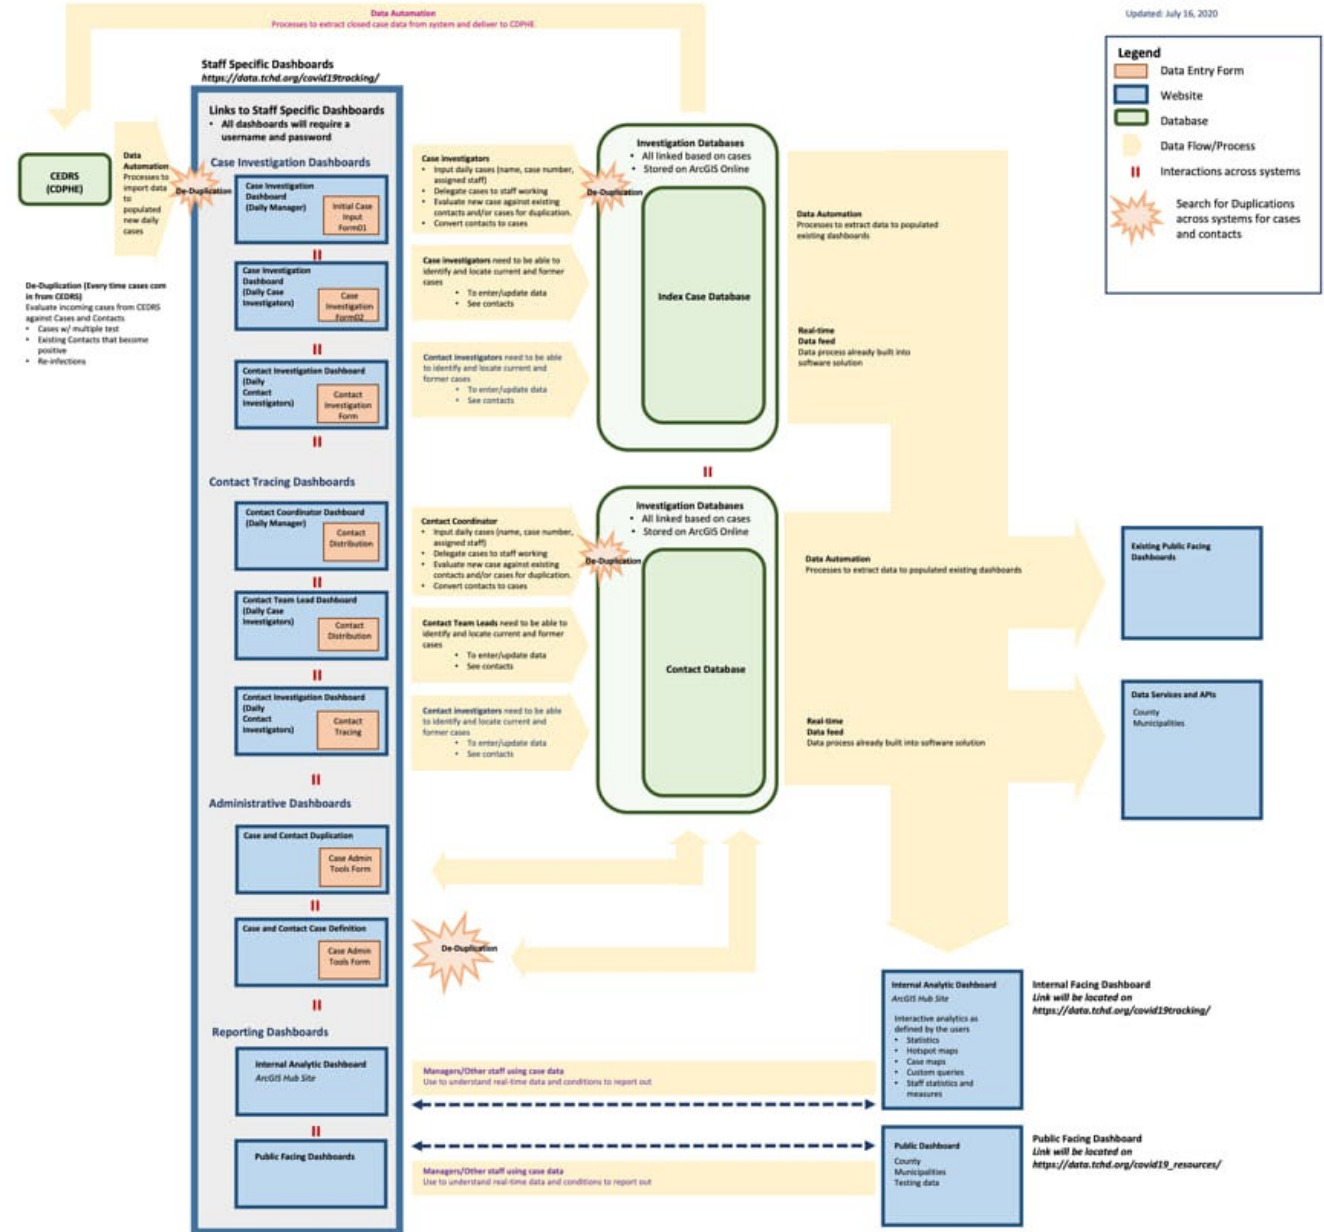 Data Automation
Processes to extract closed case data from system and deliver to CDPHE
Updated: July 16, 2020
Legend
Data Entry Form
Website
Database
Data Flow/Process
Interactions across systems
Search for Duplications
across systems for cases
and contacts
Staff Specific Dashboards
https://data.tchd.org/covid19tracking/
Links to Staff Specific Dashboards
• All dashboards will require a
username and password
CEDRS
(CDPHE)
Data
Automation
Processes to
import data
to
populated
new daily
cases
De-Duplication
De-Duplication (Every time cases com
in from CEDRS)
Evaluate incoming cases from CEDRS
against Cases and Contacts
• Cases w/ multiple test
• Existing Contacts that become
positive
• Re-infections
Case Investigation Dashboards
Case Investigation
Dashboard
(Daily Manager)
Initial Case
Input
Form01
Case Investigation
Dashboard
(Daily Case
Investigators)
Case
Investigation
Form02
Contact Investigation Dashboard
(Daily
Contact
Investigators)
Contact
Investigation
Form
Contact Tracing Dashboards
Contact Coordinator Dashboard
(Daily Manager)
Contact
Distribution
Contact Team Lead Dashboard
(Daily Case
Investigators)
Contact
Distribution
Contact Investigation Dashboard
(Daily
Contact
Investigators)
Contact
Tracing
Administrative Dashboards
Case and Contact Duplication
Case Admin
Tools Form
Case and Contact Case Definition
Case Admin
Tools Form
Reporting Dashboards
Internal Analytic Dashboard
ArcGIS Hub Site
Public Facing Dashboards
Case investigators
• Input daily cases (name, case number,
assigned staff)
• Delegate cases to staff working
• Evaluate new case against existing
contacts and/or cases for duplication.
• Convert contacts to cases
Case investigators need to be able to
identify and locate current and former
cases
• To enter/update data
• See contacts
Contact investigators need to be able
to identify and locate current and
former cases
• To enter/update data
• See contacts
Contact Coordinator
• Input daily cases (name, case number,
assigned staff)
• Delegate cases to staff working
• Evaluate new case against existing
contacts and/or cases for duplication.
• Convert contacts to cases
Contact Team Leads need to be able to
identify and locate current and former
cases
• To enter/update data
• See contacts
Contact investigators need to be able
to identify and locate current and
former cases
• To enter/update data
• See contacts
De-Duplication
Investigation Databases
• All linked based on cases
• Stored on ArcGIS Online
De-Duplication
Index Case Database
Investigation Databases
• All linked based on cases
• Stored on ArcGIS Online
De-Duplication
Contact Database
Data Automation
Processes to extract data to populated
existing dashboards
Real-time
Data feed
Data process already built into
software solution
Data Automation
Processes to extract data to populated existing dashboards
Real-time
Data feed
Data process already built into software solution
Existing Public Facing
Dashboards
Data Services and APIs
County
Municipalities
Internal Analytic Dashboard
ArcGIS Hub Site
Interactive analytics as
defined by the users
• Statistics
• Hotspot maps
• Case maps
• Custom queries
• Staff statistics and
measures
Internal Facing Dashboard
Link will be located on
https://data.tchd.org/covid19tracking/
Managers/Other staff using case data
Use to understand real-time data and conditions to report out
Managers/Other staff using case data
Use to understand real-time data and conditions to report out
Public Dashboard
County
Municipalities
Testing data
Public Facing Dashboard
Link will be located on
https://data.tchd.org/covid19_resources/